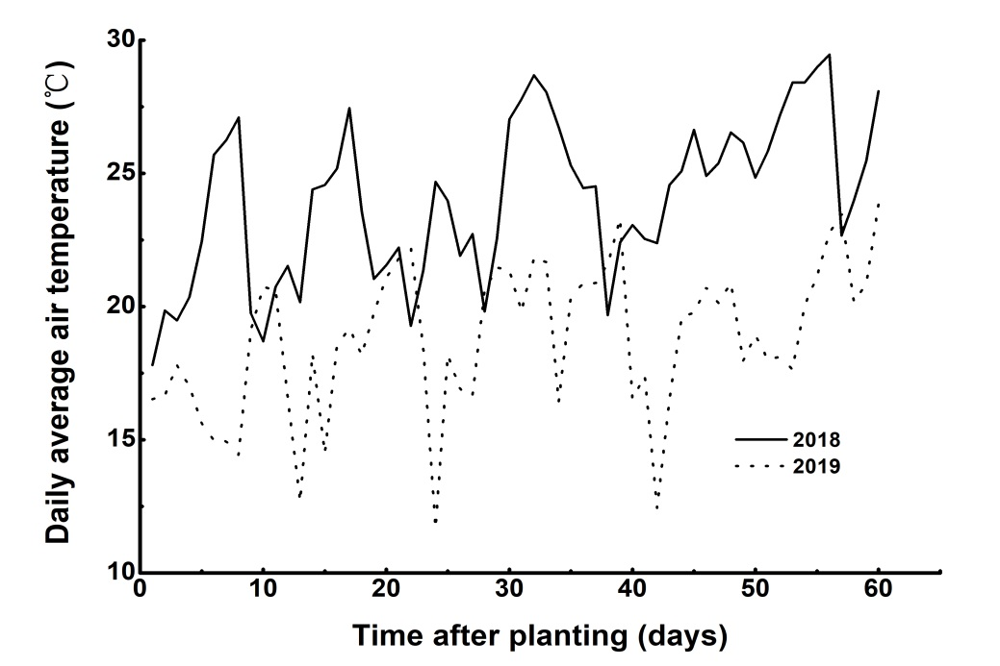 Daily average air temperature (℃)
30
25
20
15
10
0 10 20 30 40 50 60
2018
2019
Time after planting (days)